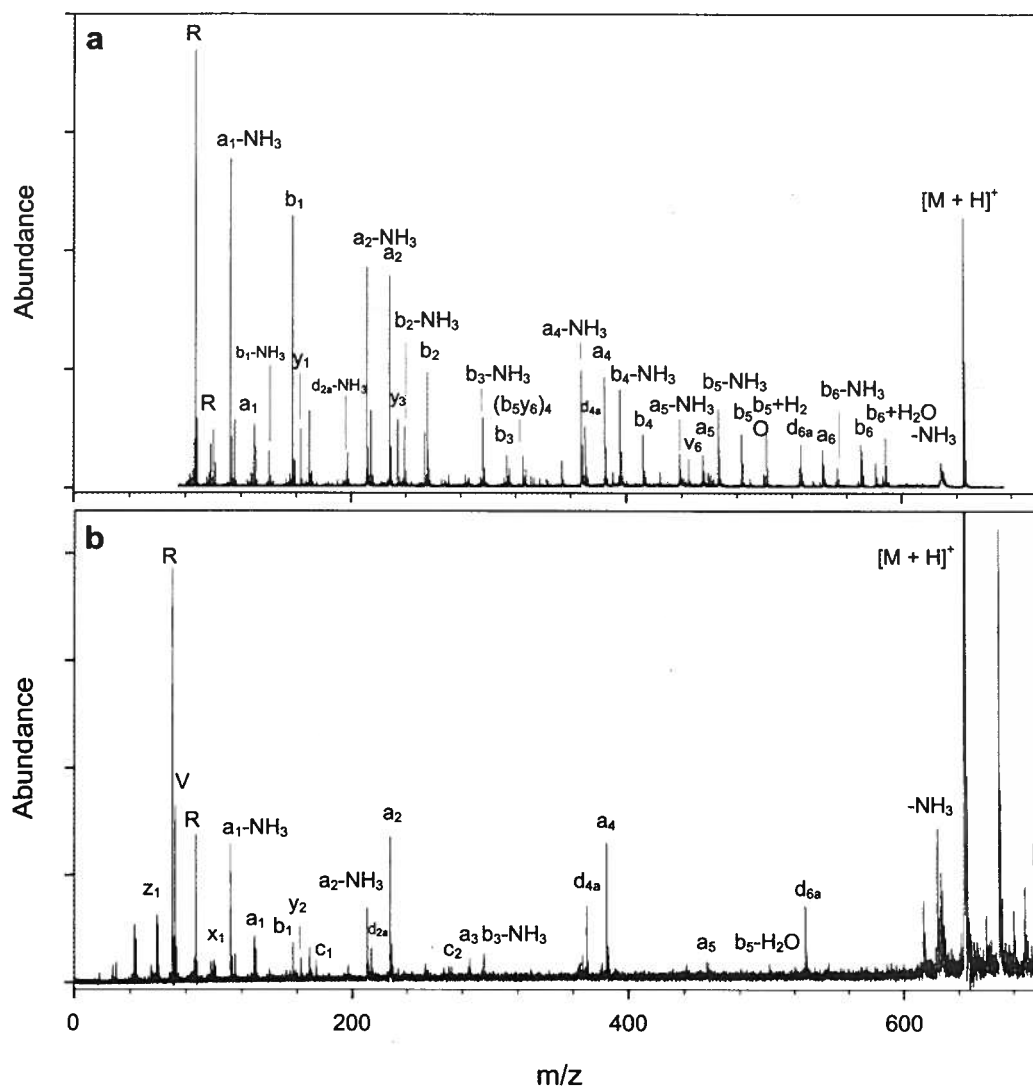 a
R
a₁-NH₃
b₁
[M + H]⁺
a₂-NH₃
a₂
b₂-NH₃
a₄-NH₃
b₁-NH₃
y₁
d₂ₐ-NH₃
b₂
b₃-NH₃
a₄
b₄-NH₃
b₅-NH₃
b₆-NH₃
R
a₁
y₃
(b₅y₆)₄
d₄ₐ
a₅-NH₃
b₅
b₅+H₂
O
b₆+H₂O
b₃
b₄
v₆
a₅
d₆ₐ
a₆
b₆
-NH₃
Abundance
b
R
[M + H]⁺
V
R
a₁-NH₃
a₂
a₄
-NH₃
z₁
a₂-NH₃
d₄ₐ
d₆ₐ
x₁
a₁
b₁
y₂
c₁
d₂ₐ
c₂
a₃
b₃-NH₃
a₅
b₅-H₂O
Abundance
0
200
400
600
m/z